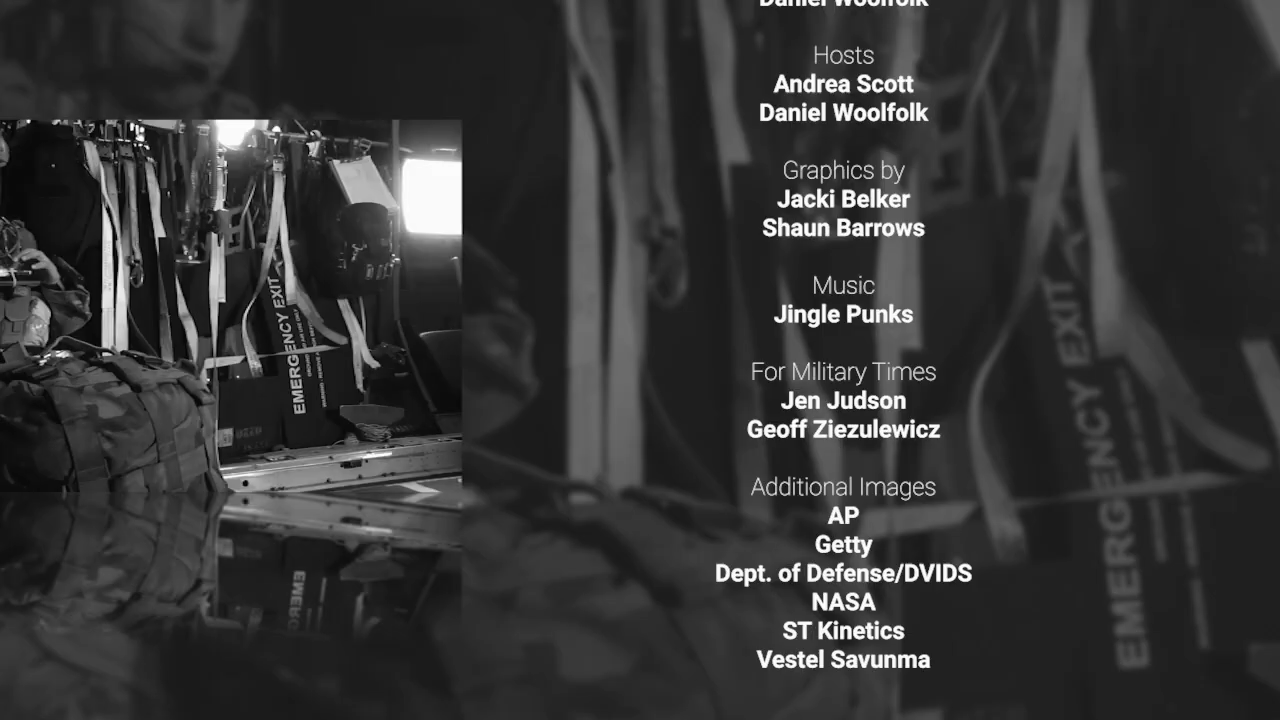 Daniel Woolfolk
Hosts
Andrea Scott
Daniel Woolfolk
Graphics by
Jacki Belker
Shaun Barrows
Music
Jingle Punks
For Military Times
Jen Judson
Geoff Ziezulewicz
Additional Images
AP
Getty
Dept. of Defense/DVIDS
NASA
ST Kinetics
Vestel Savunma
EMERGENCY EXIT
EMERGENCY EXIT